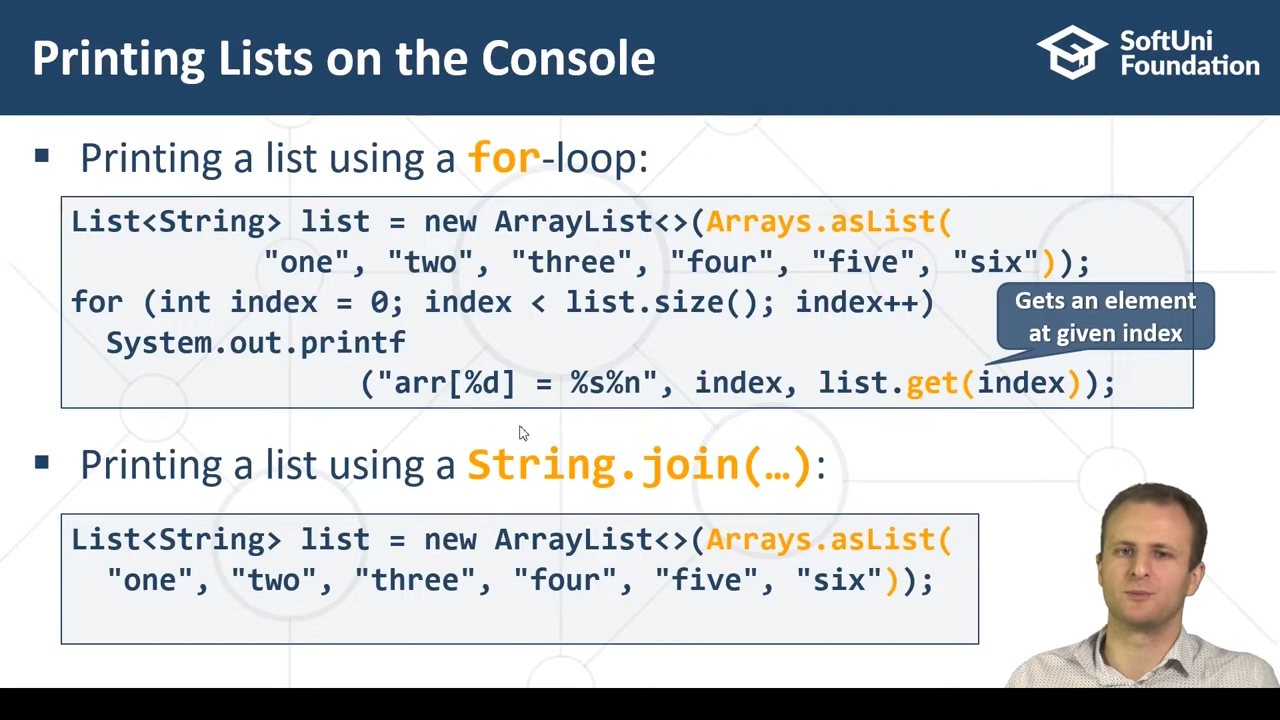 Printing Lists on the Console
SoftUni
Foundation
▪ Printing a list using a for-loop:
List<String> list = new ArrayList<>(Arrays.asList(
"one", "two", "three", "four", "five", "six"));
for (int index = 0; index < list.size(); index++)
System.out.printf
("arr[%d] = %s%n", index, list.get(index));
Gets an element
at given index
▪ Printing a list using a String.join(…):
List<String> list = new ArrayList<>(Arrays.asList(
"one", "two", "three", "four", "five", "six"));